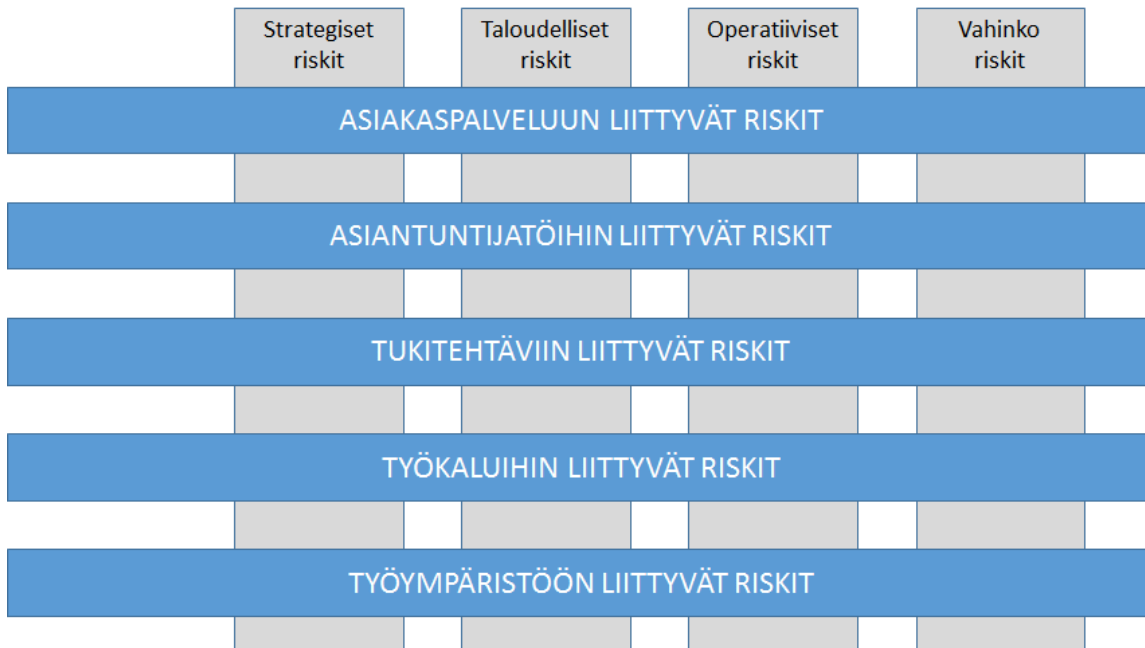 Strategiset
riskit
Taloudelliset
riskit
Operatiiviset
riskit
Vahinko
riskit
ASIAKASPALVELUUN LIITTYVÄT RISKIT
ASIANTUNTIJATÖIHIN LIITTYVÄT RISKIT
TUKITEHTÄVIIN LIITTYVÄT RISKIT
TYÖKALUIHIN LIITTYVÄT RISKIT
TYÖYMPÄRISTÖÖN LIITTYVÄT RISKIT